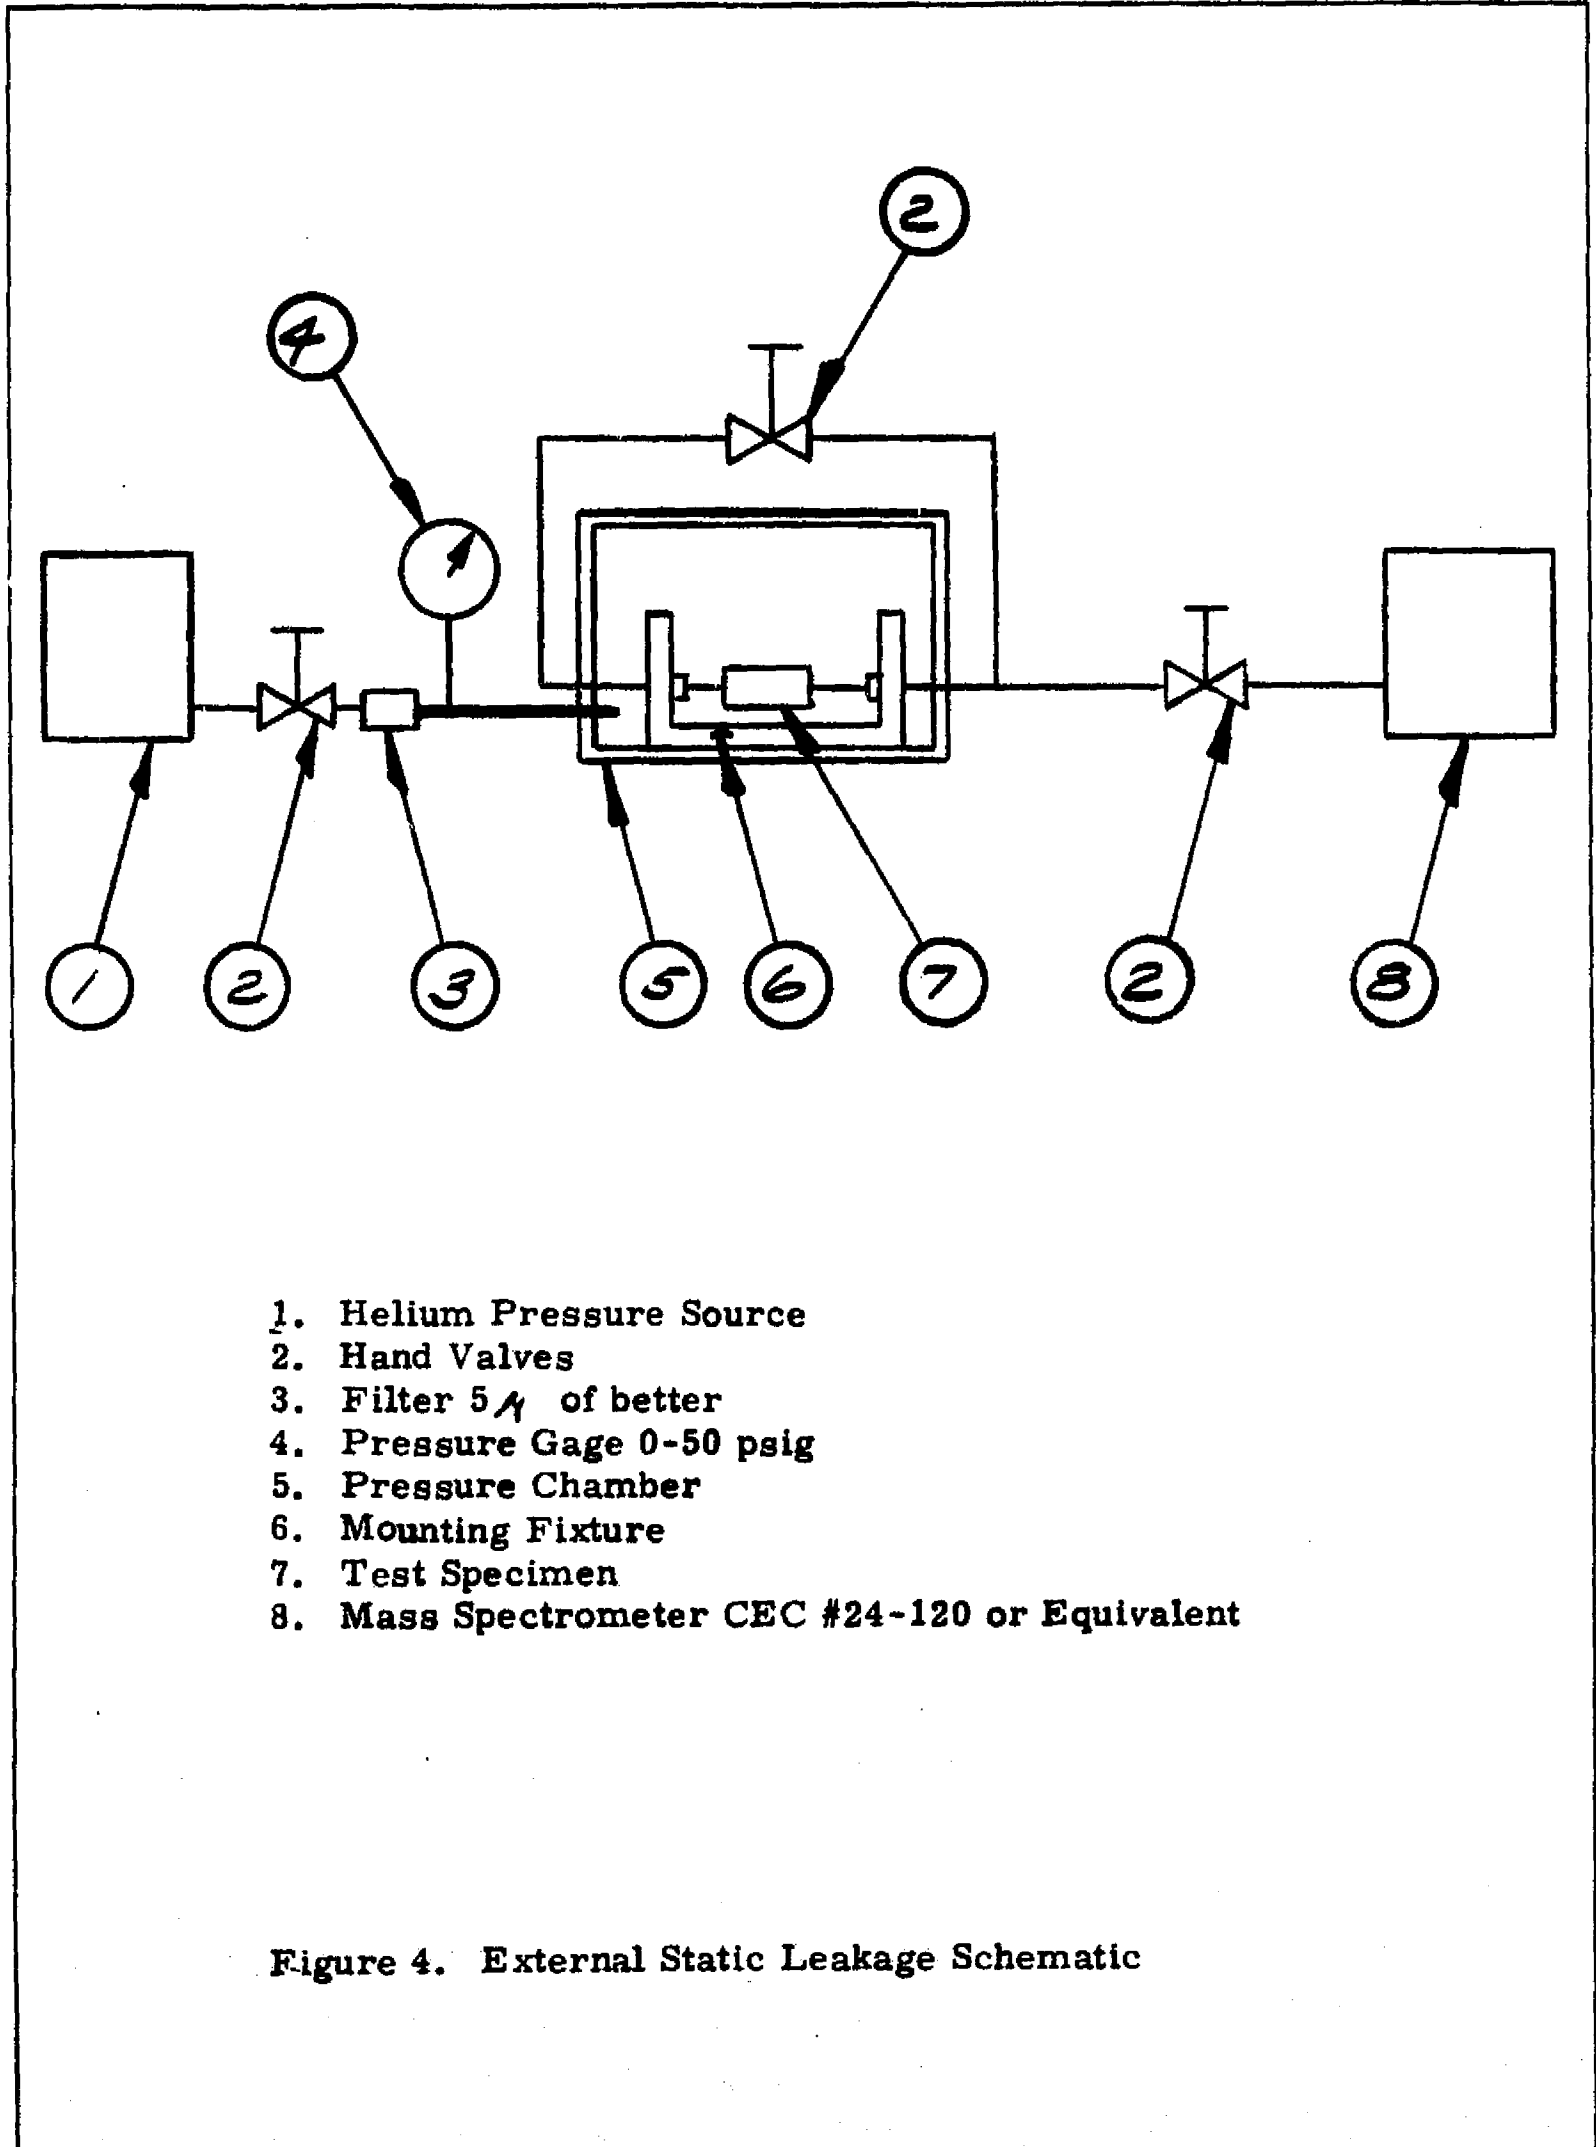 2
4
1
2
3
5
6
7
2
8
1. Helium Pressure Source
2. Hand Valves
3. Filter 5μ of better
4. Pressure Gage 0-50 psig
5. Pressure Chamber
6. Mounting Fixture
7. Test Specimen
8. Mass Spectrometer CEC #24-120 or Equivalent
Figure 4. External Static Leakage Schematic